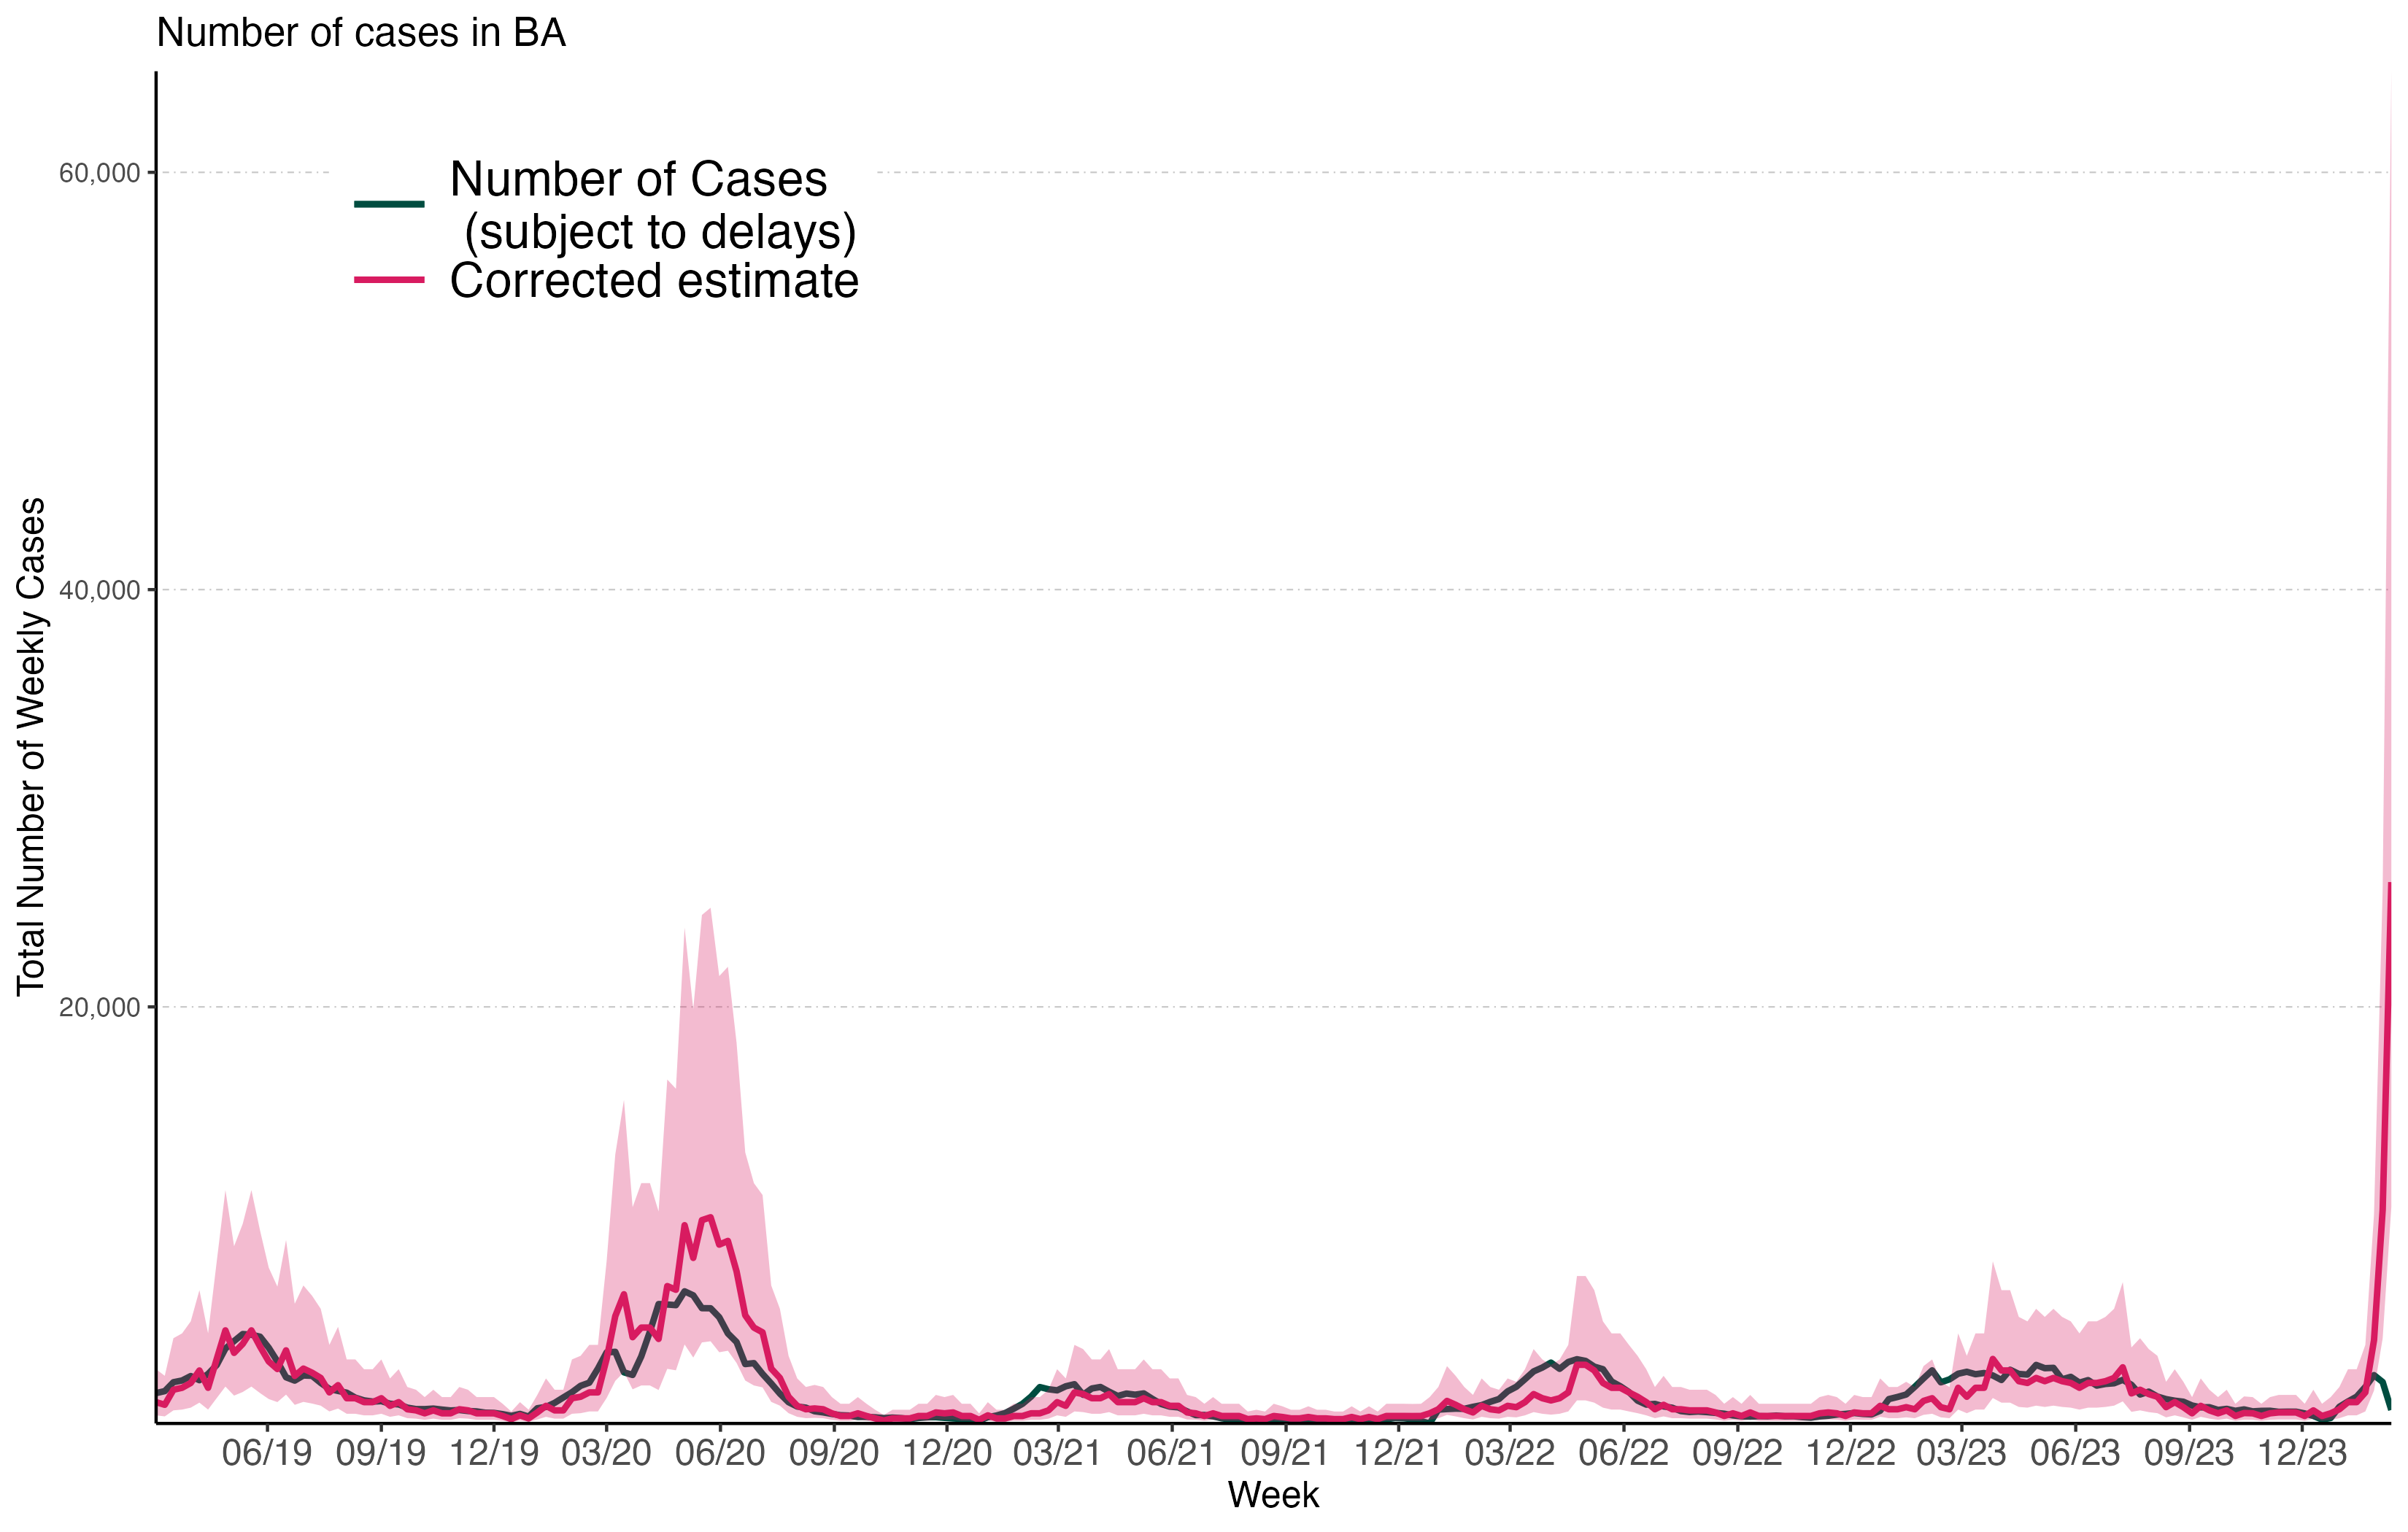 Number of cases in BA
60,000
40,000
20,000
Total Number of Weekly Cases
Number of Cases
(subject to delays)
Corrected estimate
06/19 09/19 12/19 03/20 06/20 09/20 12/20 03/21 06/21 09/21 12/21 03/22 06/22 09/22 12/22 03/23 06/23 09/23 12/23
Week